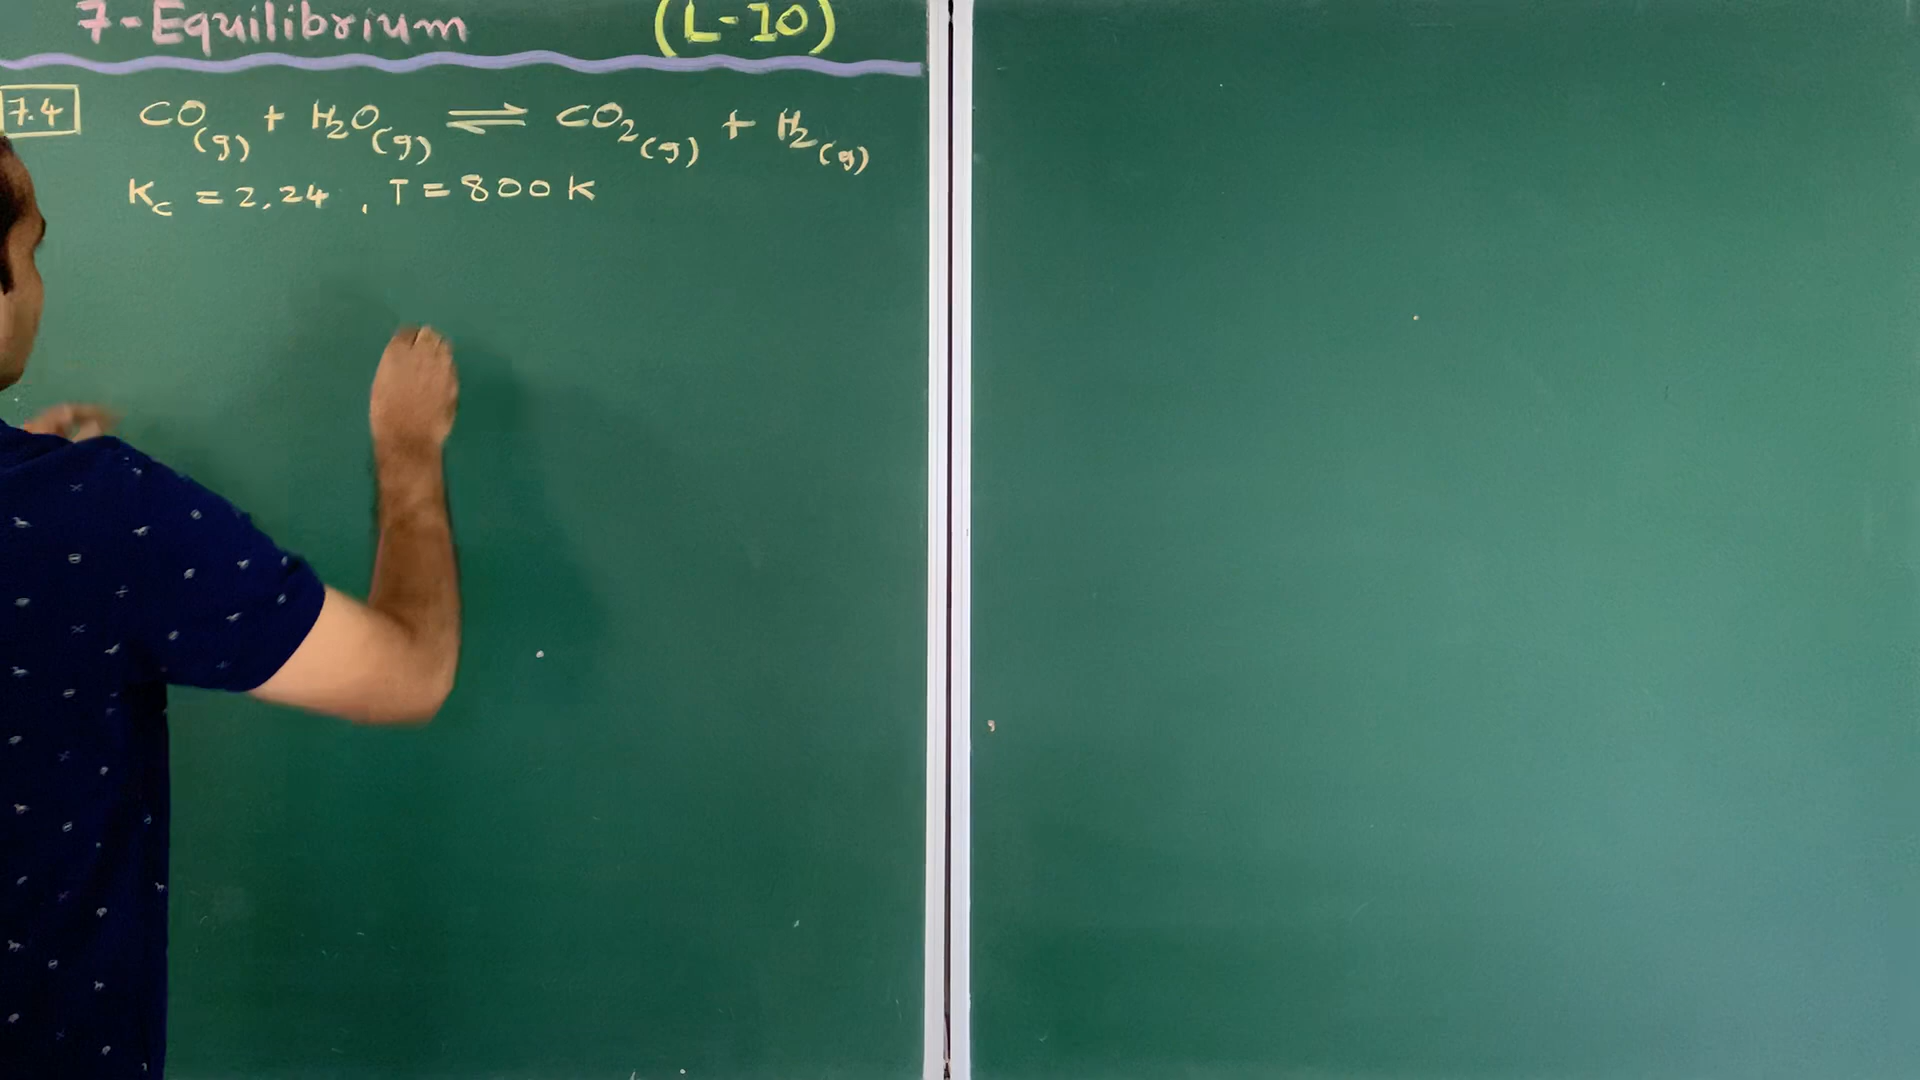 7-Equilibrium (L-10)
7.4 CO(g) + H2O(g) ⇌ CO2(g) + H2(g)
Kc = 2.24, T = 800 K